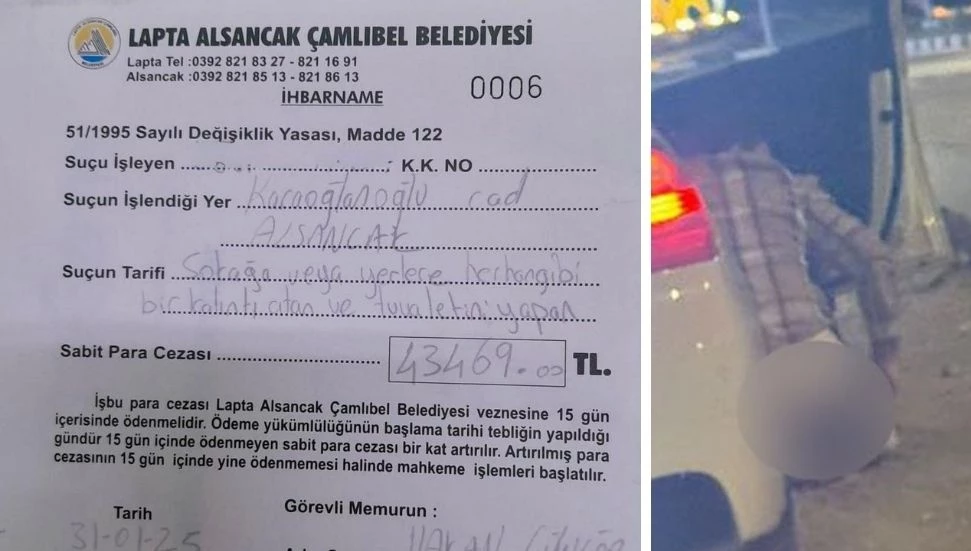 LAPTA ALSANCAK ÇAMLIBEL BELEDİYESİ
Lapta Tel :0392 821 83 27 - 821 16 91
Alsancak :0392 821 85 13 - 821 86 13
İHBARNAME
0006
51/1995 Sayılı Değişiklik Yasası, Madde 122
Suçu İşleyen K.K. NO
Suçun İşlendiği Yer Karaoğlanoğlu cad
ALSANCAK
Suçun Tarifi Sokağa veya yerlere herhangibi
bir kalıntı atan ve tuvaletini yapan
Sabit Para Cezası 43469.00 TL.
İşbu para cezası Lapta Alsancak Çamlıbel Belediyesi veznesine 15 gün
içerisinde ödenmelidir. Ödeme yükümlülüğünün başlama tarihi tebliğin yapıldığı
gündür 15 gün içinde ödenmeyen sabit para cezası bir kat artırılır. Artırılmış para
cezasının 15 gün içinde yine ödenmemesi halinde mahkeme işlemleri başlatılır.
Tarih Görevli Memurun :
31-01-25